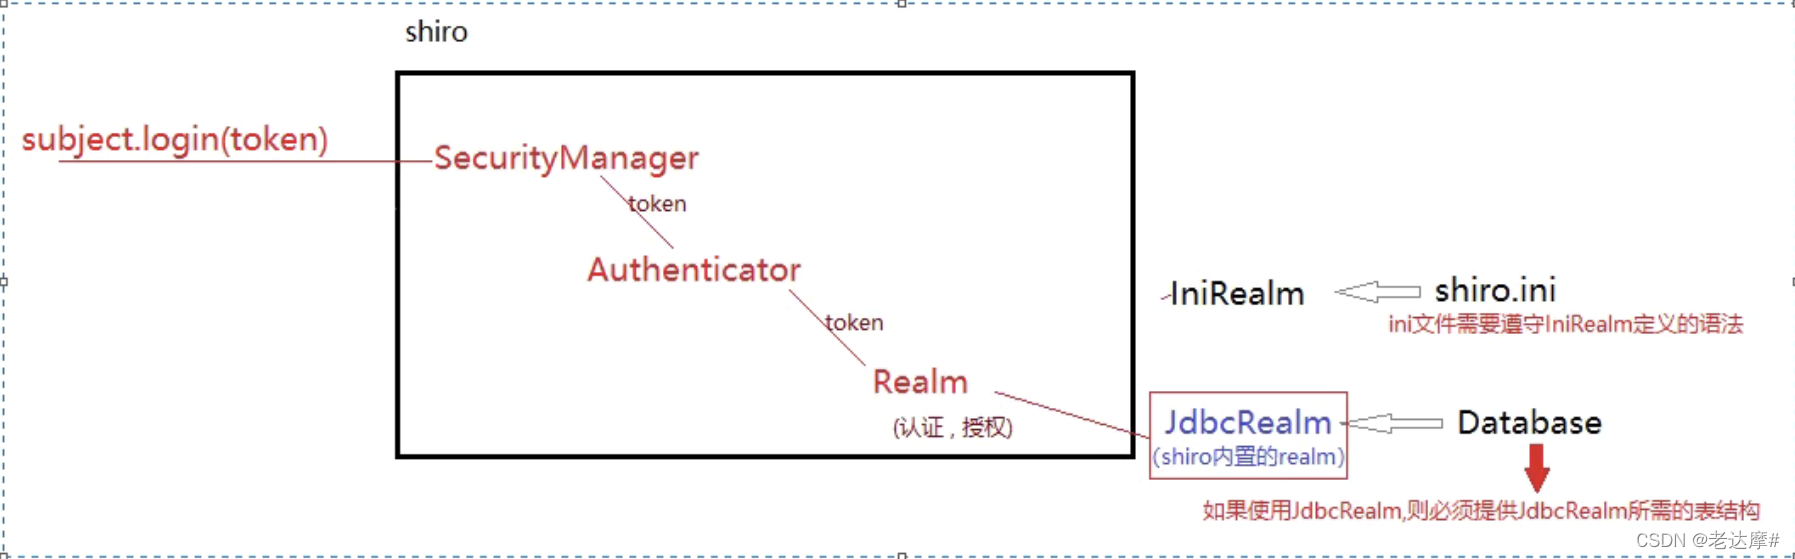 shiro
subject.login(token)
SecurityManager
token
Authenticator
token
IniRealm
shiro.ini
ini文件需要遵守IniRealm定义的语法
Realm
(认证，授权)
JdbcRealm
(shiro内置的realm)
Database
如果使用JdbcRealm,则必须提供JdbcRealm所需的表结构
CSDN @老达摩#